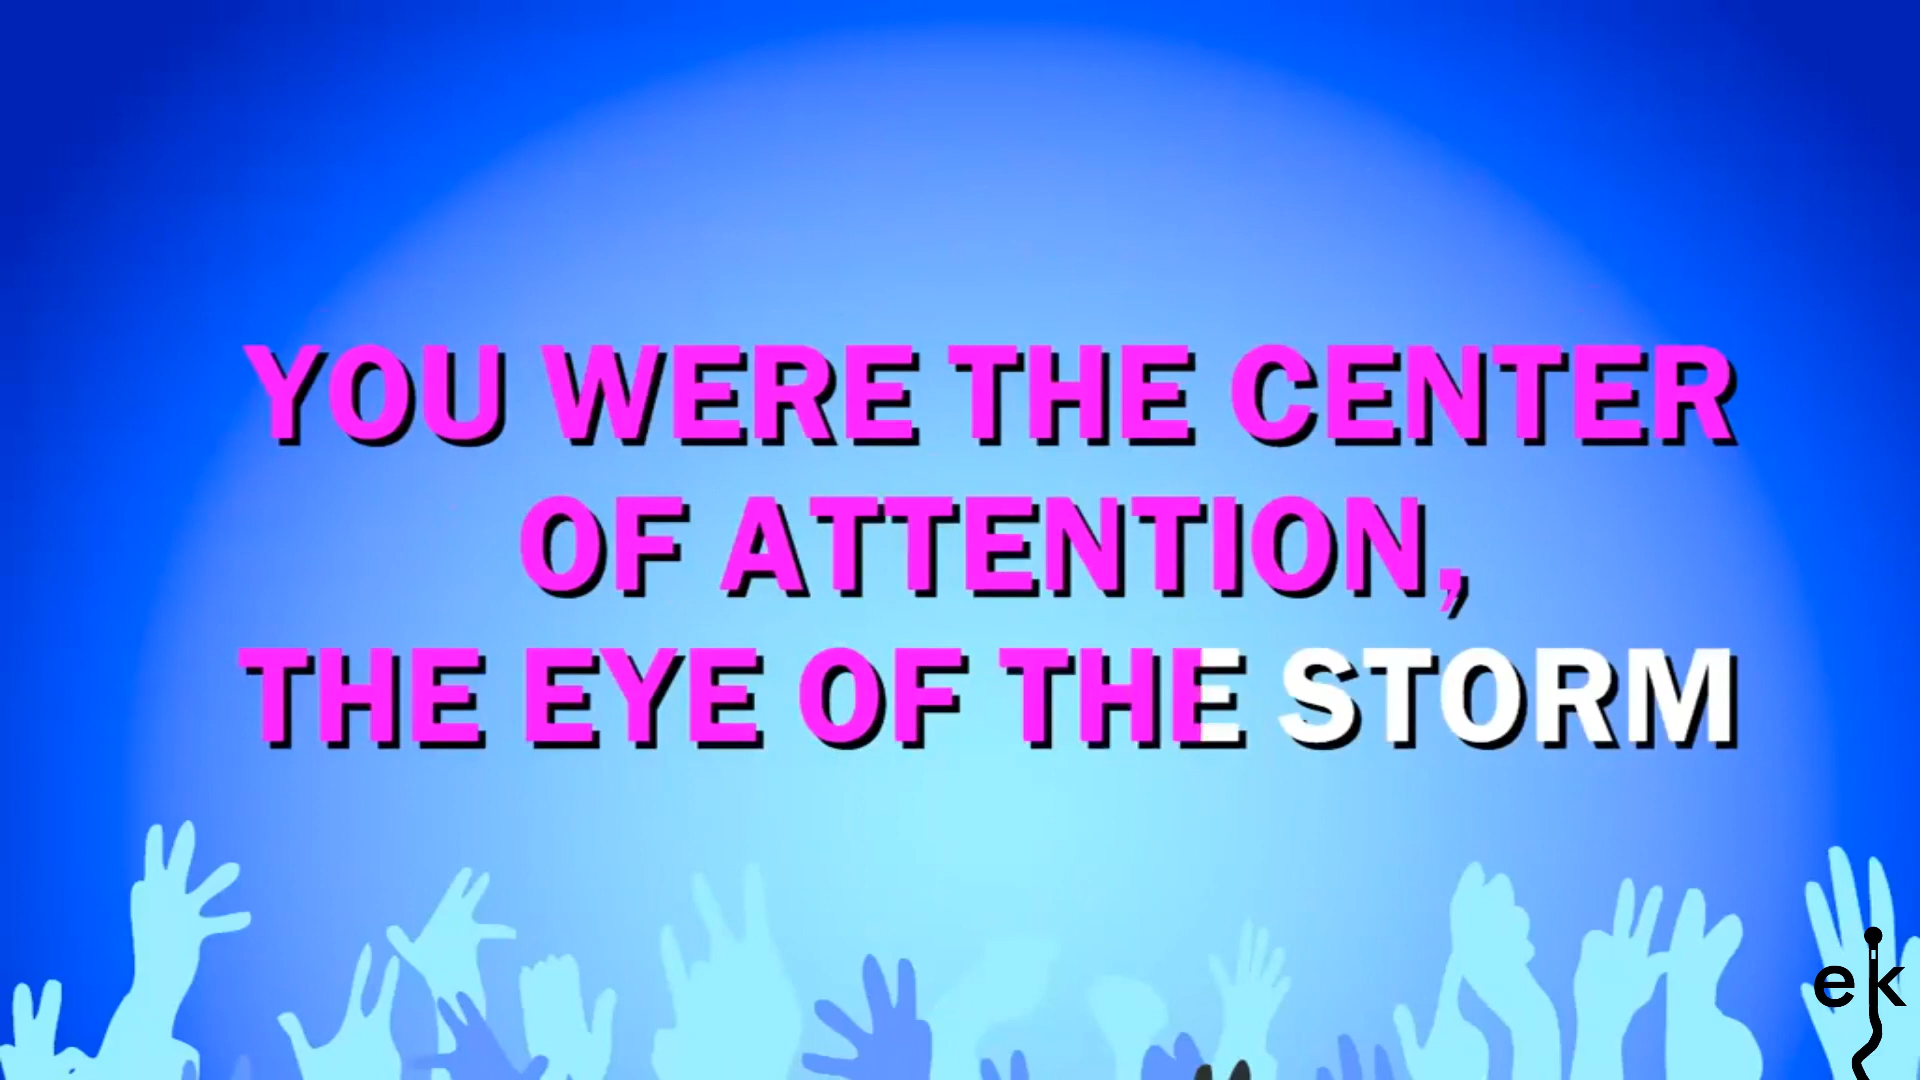 YOU WERE THE CENTER
OF ATTENTION,
THE EYE OF THE STORM
ek